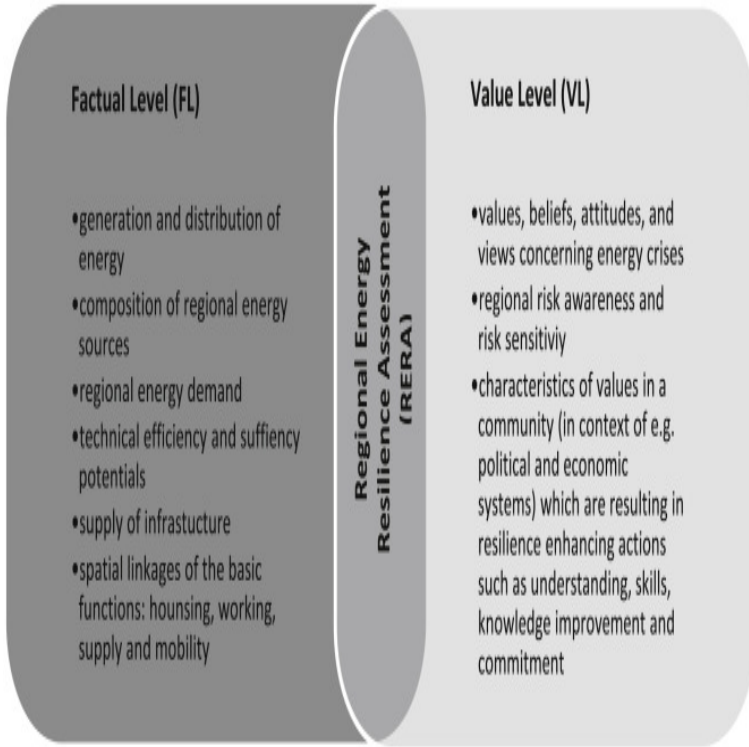 Factual Level (FL)
•generation and distribution of
energy
•composition of regional energy
sources
•regional energy demand
•technical efficiency and suffiency
potentials
•supply of infrastucture
•spatial linkages of the basic
functions: hounsing, working,
supply and mobility
Regional Energy
Resilience Assessment
(RERA)
Value Level (VL)
•values, beliefs, attitudes, and
views concerning energy crises
•regional risk awareness and
risk sensitiviy
•characteristics of values in a
community (in context of e.g.
political and economic
systems) which are resulting in
resilience enhancing actions
such as understanding, skills,
knowledge improvement and
commitment